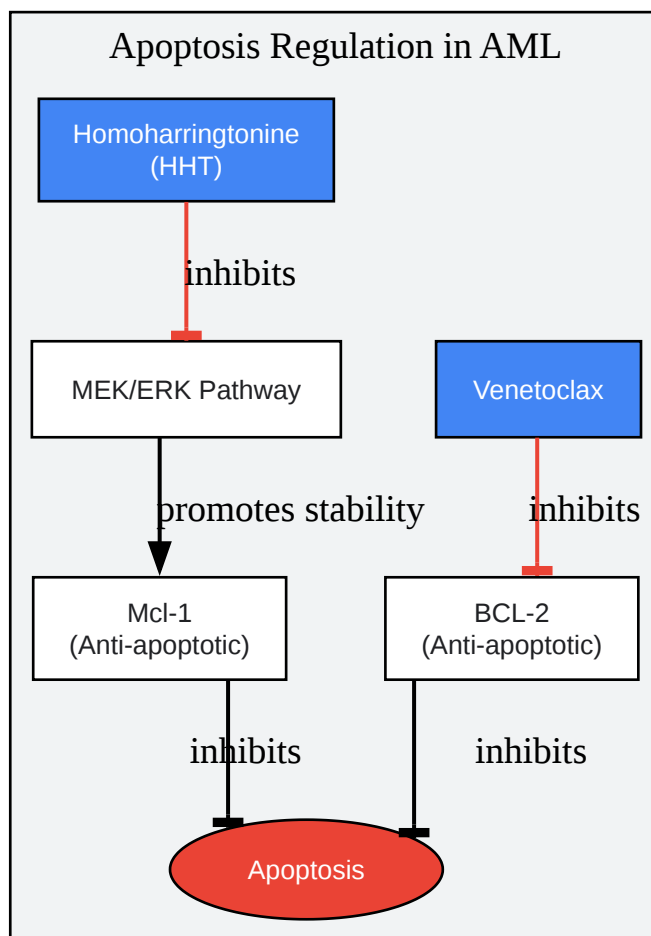 Apoptosis Regulation in AML
Homoharringtonine
(HHT)
inhibits
MEK/ERK Pathway
Venetoclax
promotes stability
inhibits
Mcl-1
(Anti-apoptotic)
BCL-2
(Anti-apoptotic)
inhibits
inhibits
Apoptosis